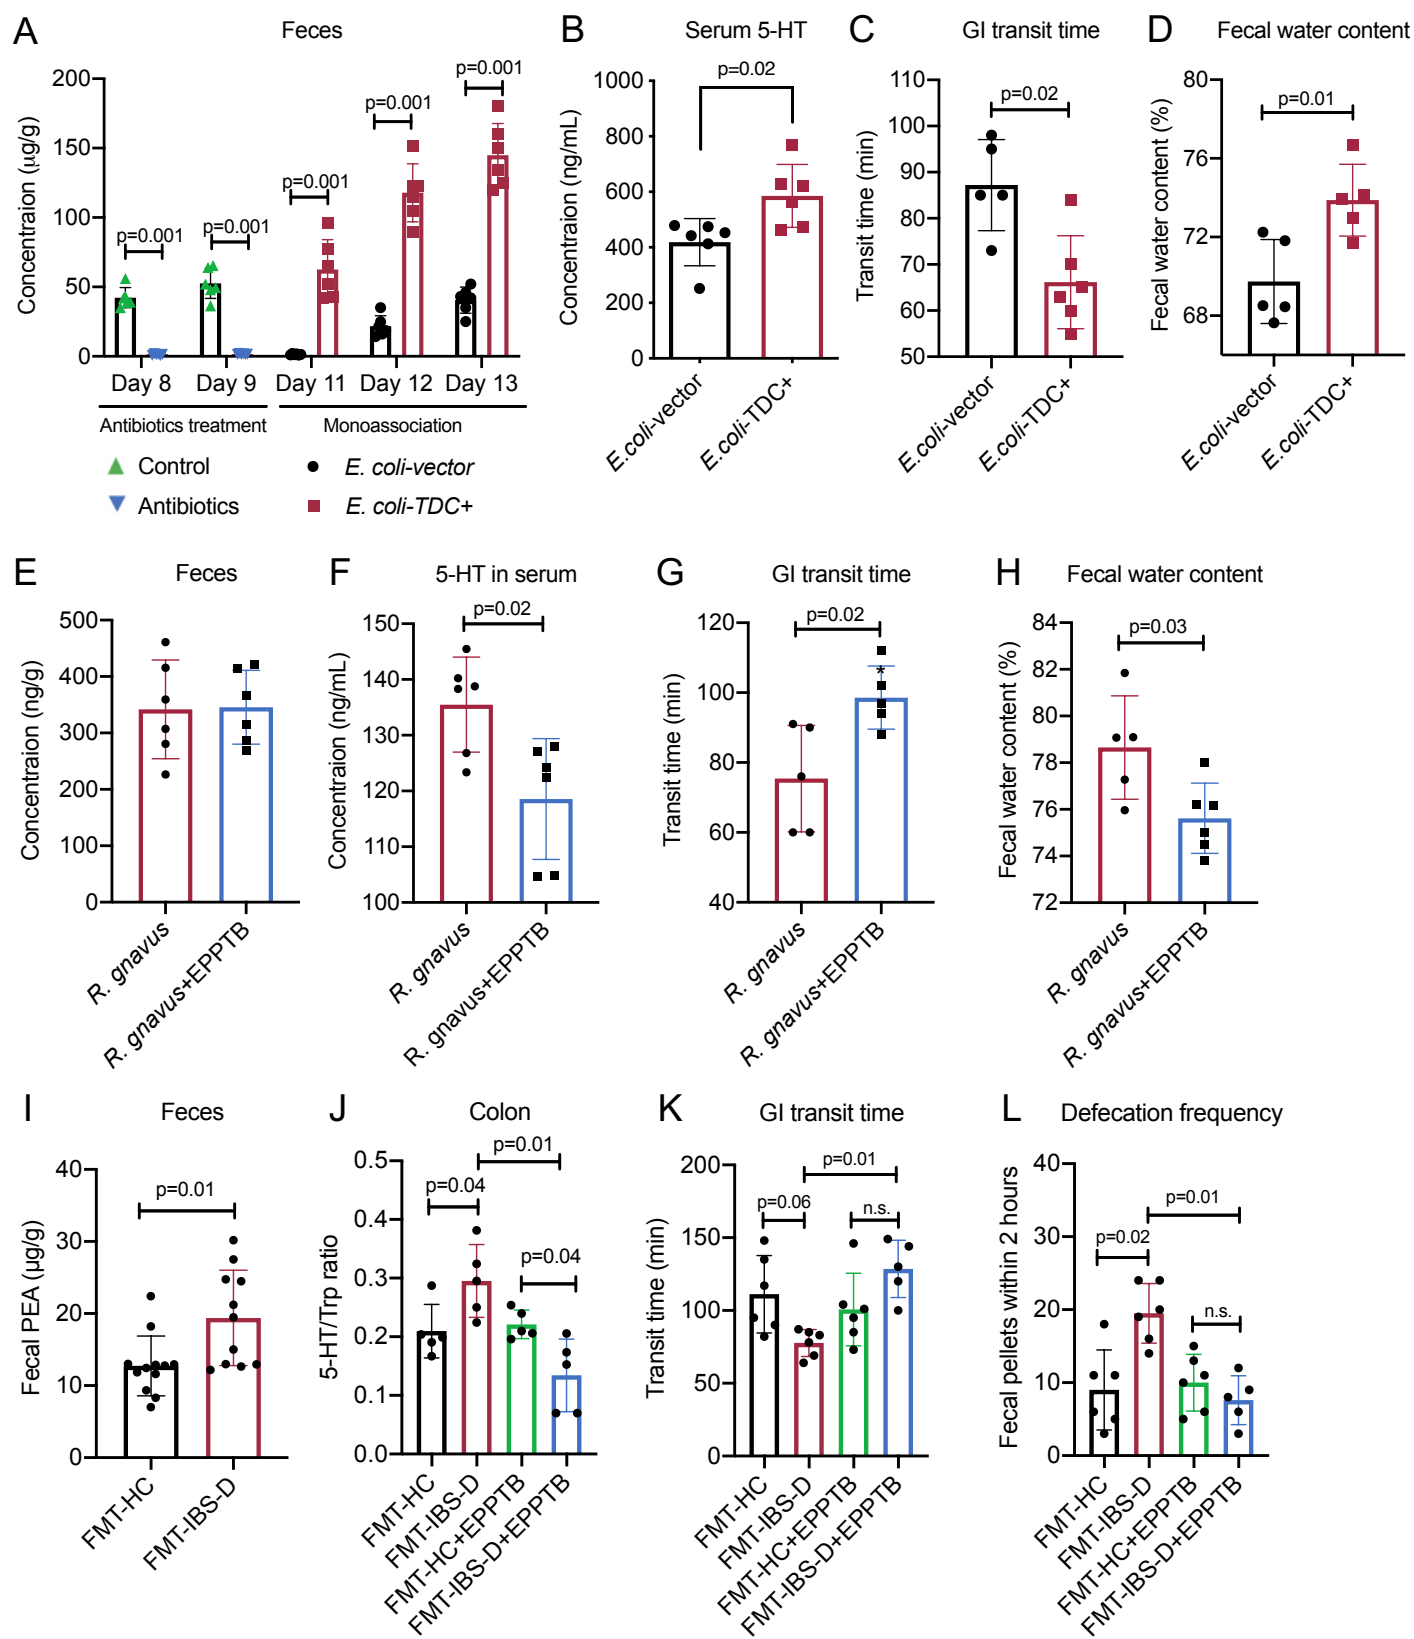 A
Feces
Concentraion (µg/g)
200
150
100
50
0
p=0.001
p=0.001
p=0.001
p=0.001
p=0.001
Day 8
Day 9
Day 11
Day 12
Day 13
Antibiotics treatment
Monoassociation
Control
E. coli-vector
Antibiotics
E. coli-TDC+
B
Serum 5-HT
Concentraion (ng/mL)
1000
800
600
400
200
0
p=0.02
E.coli-vector
E.coli-TDC+
C
GI transit time
Transit time (min)
110
100
90
80
70
60
50
p=0.02
E.coli-vector
E.coli-TDC+
D
Fecal water content
Fecal water content (%)
80
76
72
68
p=0.01
E.coli-vector
E.coli-TDC+
E
Feces
Concentraion (ng/g)
500
400
300
200
100
0
R. gnavus
R. gnavus+EPPTB
F
5-HT in serum
Concentraion (ng/mL)
150
140
130
120
110
100
p=0.02
R. gnavus
R. gnavus+EPPTB
G
GI transit time
Transit time (min)
120
100
80
60
40
p=0.02
*
R. gnavus
R. gnavus+EPPTB
H
Fecal water content
Fecal water content (%)
84
82
80
78
76
74
72
p=0.03
R. gnavus
R. gnavus+EPPTB
I
Feces
Fecal PEA (µg/g)
40
30
20
10
0
p=0.01
FMT-HC
FMT-IBS-D
J
Colon
5-HT/Trp ratio
0.5
0.4
0.3
0.2
0.1
0.0
p=0.01
p=0.04
p=0.04
FMT-HC
FMT-IBS-D
FMT-HC+EPPTB
FMT-IBS-D+EPPTB
K
GI transit time
Transit time (min)
200
150
100
50
0
p=0.01
p=0.06
n.s.
FMT-HC
FMT-IBS-D
FMT-HC+EPPTB
FMT-IBS-D+EPPTB
L
Defecation frequency
Fecal pellets within 2 hours
40
30
20
10
0
p=0.01
p=0.02
n.s.
FMT-HC
FMT-IBS-D
FMT-HC+EPPTB
FMT-IBS-D+EPPTB